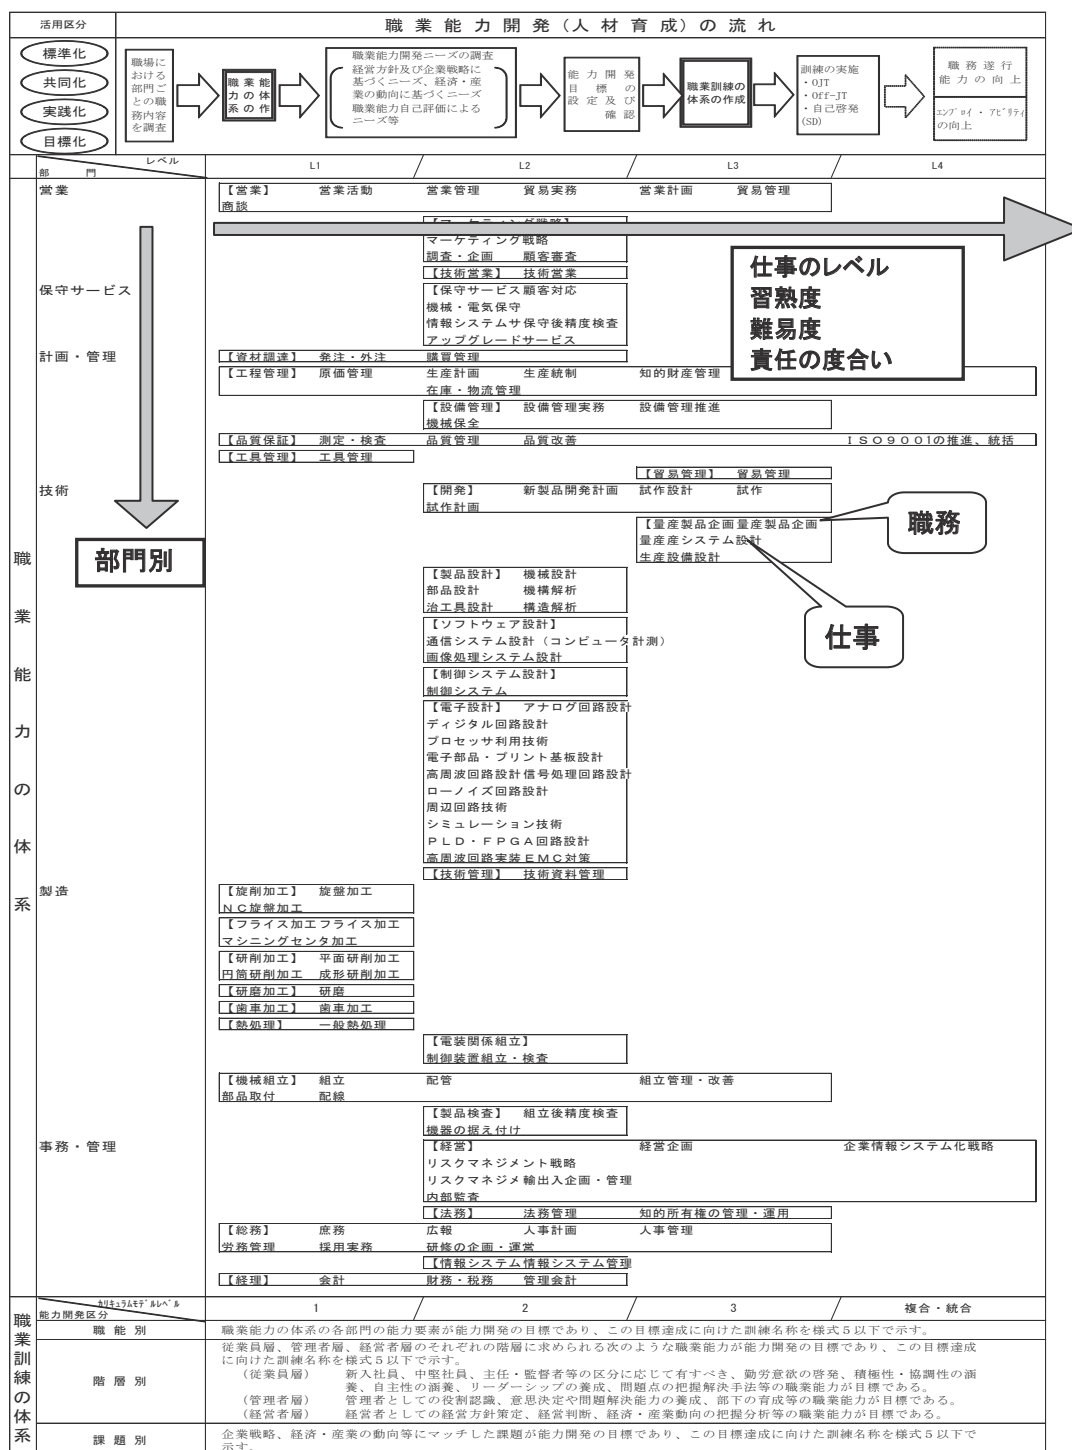 活用区分
職業能力開発(人材育成)の流れ
標準化
共同化
実践化
目標化
職場に
おける
部門ご
との職
務内容
を調査
職業能
力の体
系の作
職業能力開発ニーズの調査
経営方針及び企業戦略に
基づくニーズ、経済・産
業の動向に基づくニーズ
職業能力自己評価による
ニーズ等
能力開発
目標の
設定及び
確認
職業訓練の
体系の作成
訓練の実施
・OJT
・Off-JT
・自己啓発
(SD)
職務遂行
能力の向上
エンプロイ・アビリティ
の向上
レベル
部門
L1 L2 L3 L4
営業
【営業】 営業活動 営業管理 貿易実務 営業計画 貿易管理
商談
【マーケティング戦略】
マーケティング戦略
調査・企画 顧客審査
【技術営業】 技術営業
仕事のレベル
習熟度
難易度
責任の度合い
保守サービス
【保守サービス顧客対応
機械・電気保守
情報システムサ保守後精度検査
アップグレードサービス
計画・管理
【資材調達】 発注・外注 購買管理
【工程管理】 原価管理 生産計画 生産統制 知的財産管理
在庫・物流管理
【設備管理】 設備管理実務 設備管理推進
機械保全
【品質保証】 測定・検査 品質管理 品質改善 ISO9001の推進、統括
【工具管理】 工具管理
【貿易管理】 貿易管理
技術
【開発】 新製品開発計画 試作設計 試作
試作計画
【量産製品企画量産製品企画
量産産システム設計
生産設備設計
職務
仕事
部門別
職業能力の体系
【製品設計】 機械設計
部品設計 機構解析
治工具設計 構造解析
【ソフトウェア設計】
通信システム設計(コンピュータ計測)
画像処理システム設計
【制御システム設計】
制御システム
【電子設計】 アナログ回路設計
ディジタル回路設計
プロセッサ利用技術
電子部品・プリント基板設計
高周波回路設計信号処理回路設計
ローノイズ回路設計
周辺回路技術
シミュレーション技術
PLD・FPGA回路設計
高周波回路実装EMC対策
【技術管理】 技術資料管理
製造
【旋削加工】 旋盤加工
NC旋盤加工
【フライス加工フライス加工
マシニングセンタ加工
【研削加工】 平面研削加工
円筒研削加工 成形研削加工
【研磨加工】 研磨
【歯車加工】 歯車加工
【熱処理】 一般熱処理
【電装関係組立】
制御装置組立・検査
【機械組立】 組立 配管 組立管理・改善
部品取付 配線
【製品検査】 組立後精度検査
機器の据え付け
事務・管理
【経営】 経営企画 企業情報システム化戦略
リスクマネジメント戦略
リスクマネジメ輸出入企画・管理
内部監査
【法務】 法務管理 知的所有権の管理・運用
【総務】 庶務 広報 人事計画 人事管理
労務管理 採用実務 研修の企画・運営
【情報システム情報システム管理
【経理】 会計 財務・税務 管理会計
職業訓練の体系
カリキュラムモデルレベル
能力開発区分
1 2 3 複合・統合
職能別
職業能力の体系の各部門の能力要素が能力開発の目標であり、この目標達成に向けた訓練名称を様式5以下で示す。
階層別
従業員層、管理者層、経営者層のそれぞれの階層に求められる次のような職業能力が能力開発の目標であり、この目標達成
に向けた訓練名称を様式5以下で示す。
(従業員層) 新入社員、中堅社員、主任・監督者等の区分に応じて有すべき、勤労意欲の啓発、積極性・協調性の涵
養、自主性の涵養、リーダーシップの養成、問題点の把握解決手法等の職業能力が目標である。
(管理者層) 管理者としての役割認識、意思決定や問題解決能力の養成、部下の育成等の職業能力が目標である。
(経営者層) 経営者としての経営方針策定、経営判断、経済・産業動向の把握分析等の職業能力が目標である。
課題別
企業戦略、経済・産業の動向等にマッチした課題が能力開発の目標であり、この目標達成に向けた訓練名称を様式5以下で
示す。